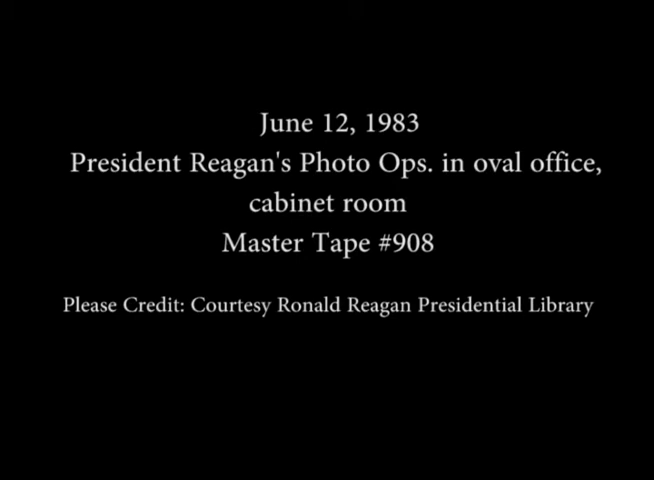 June 12, 1983
President Reagan's Photo Ops. in oval office,
cabinet room
Master Tape #908
Please Credit: Courtesy Ronald Reagan Presidential Library